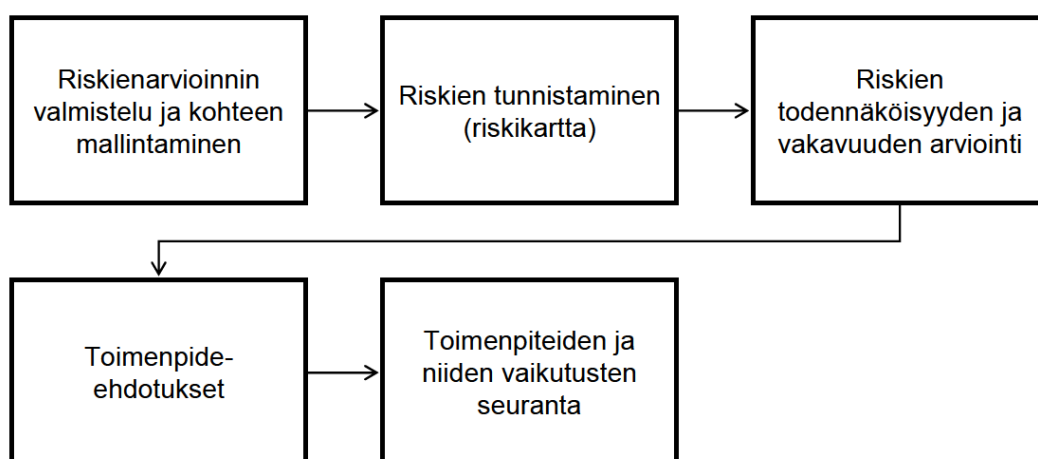 Riskienarvioinnin
valmistelu ja kohteen
mallintaminen
Riskien tunnistaminen
(riskikartta)
Riskien
todennäköisyyden ja
vakavuuden arviointi
Toimenpide-
ehdotukset
Toimenpiteiden ja
niiden vaikutusten
seuranta